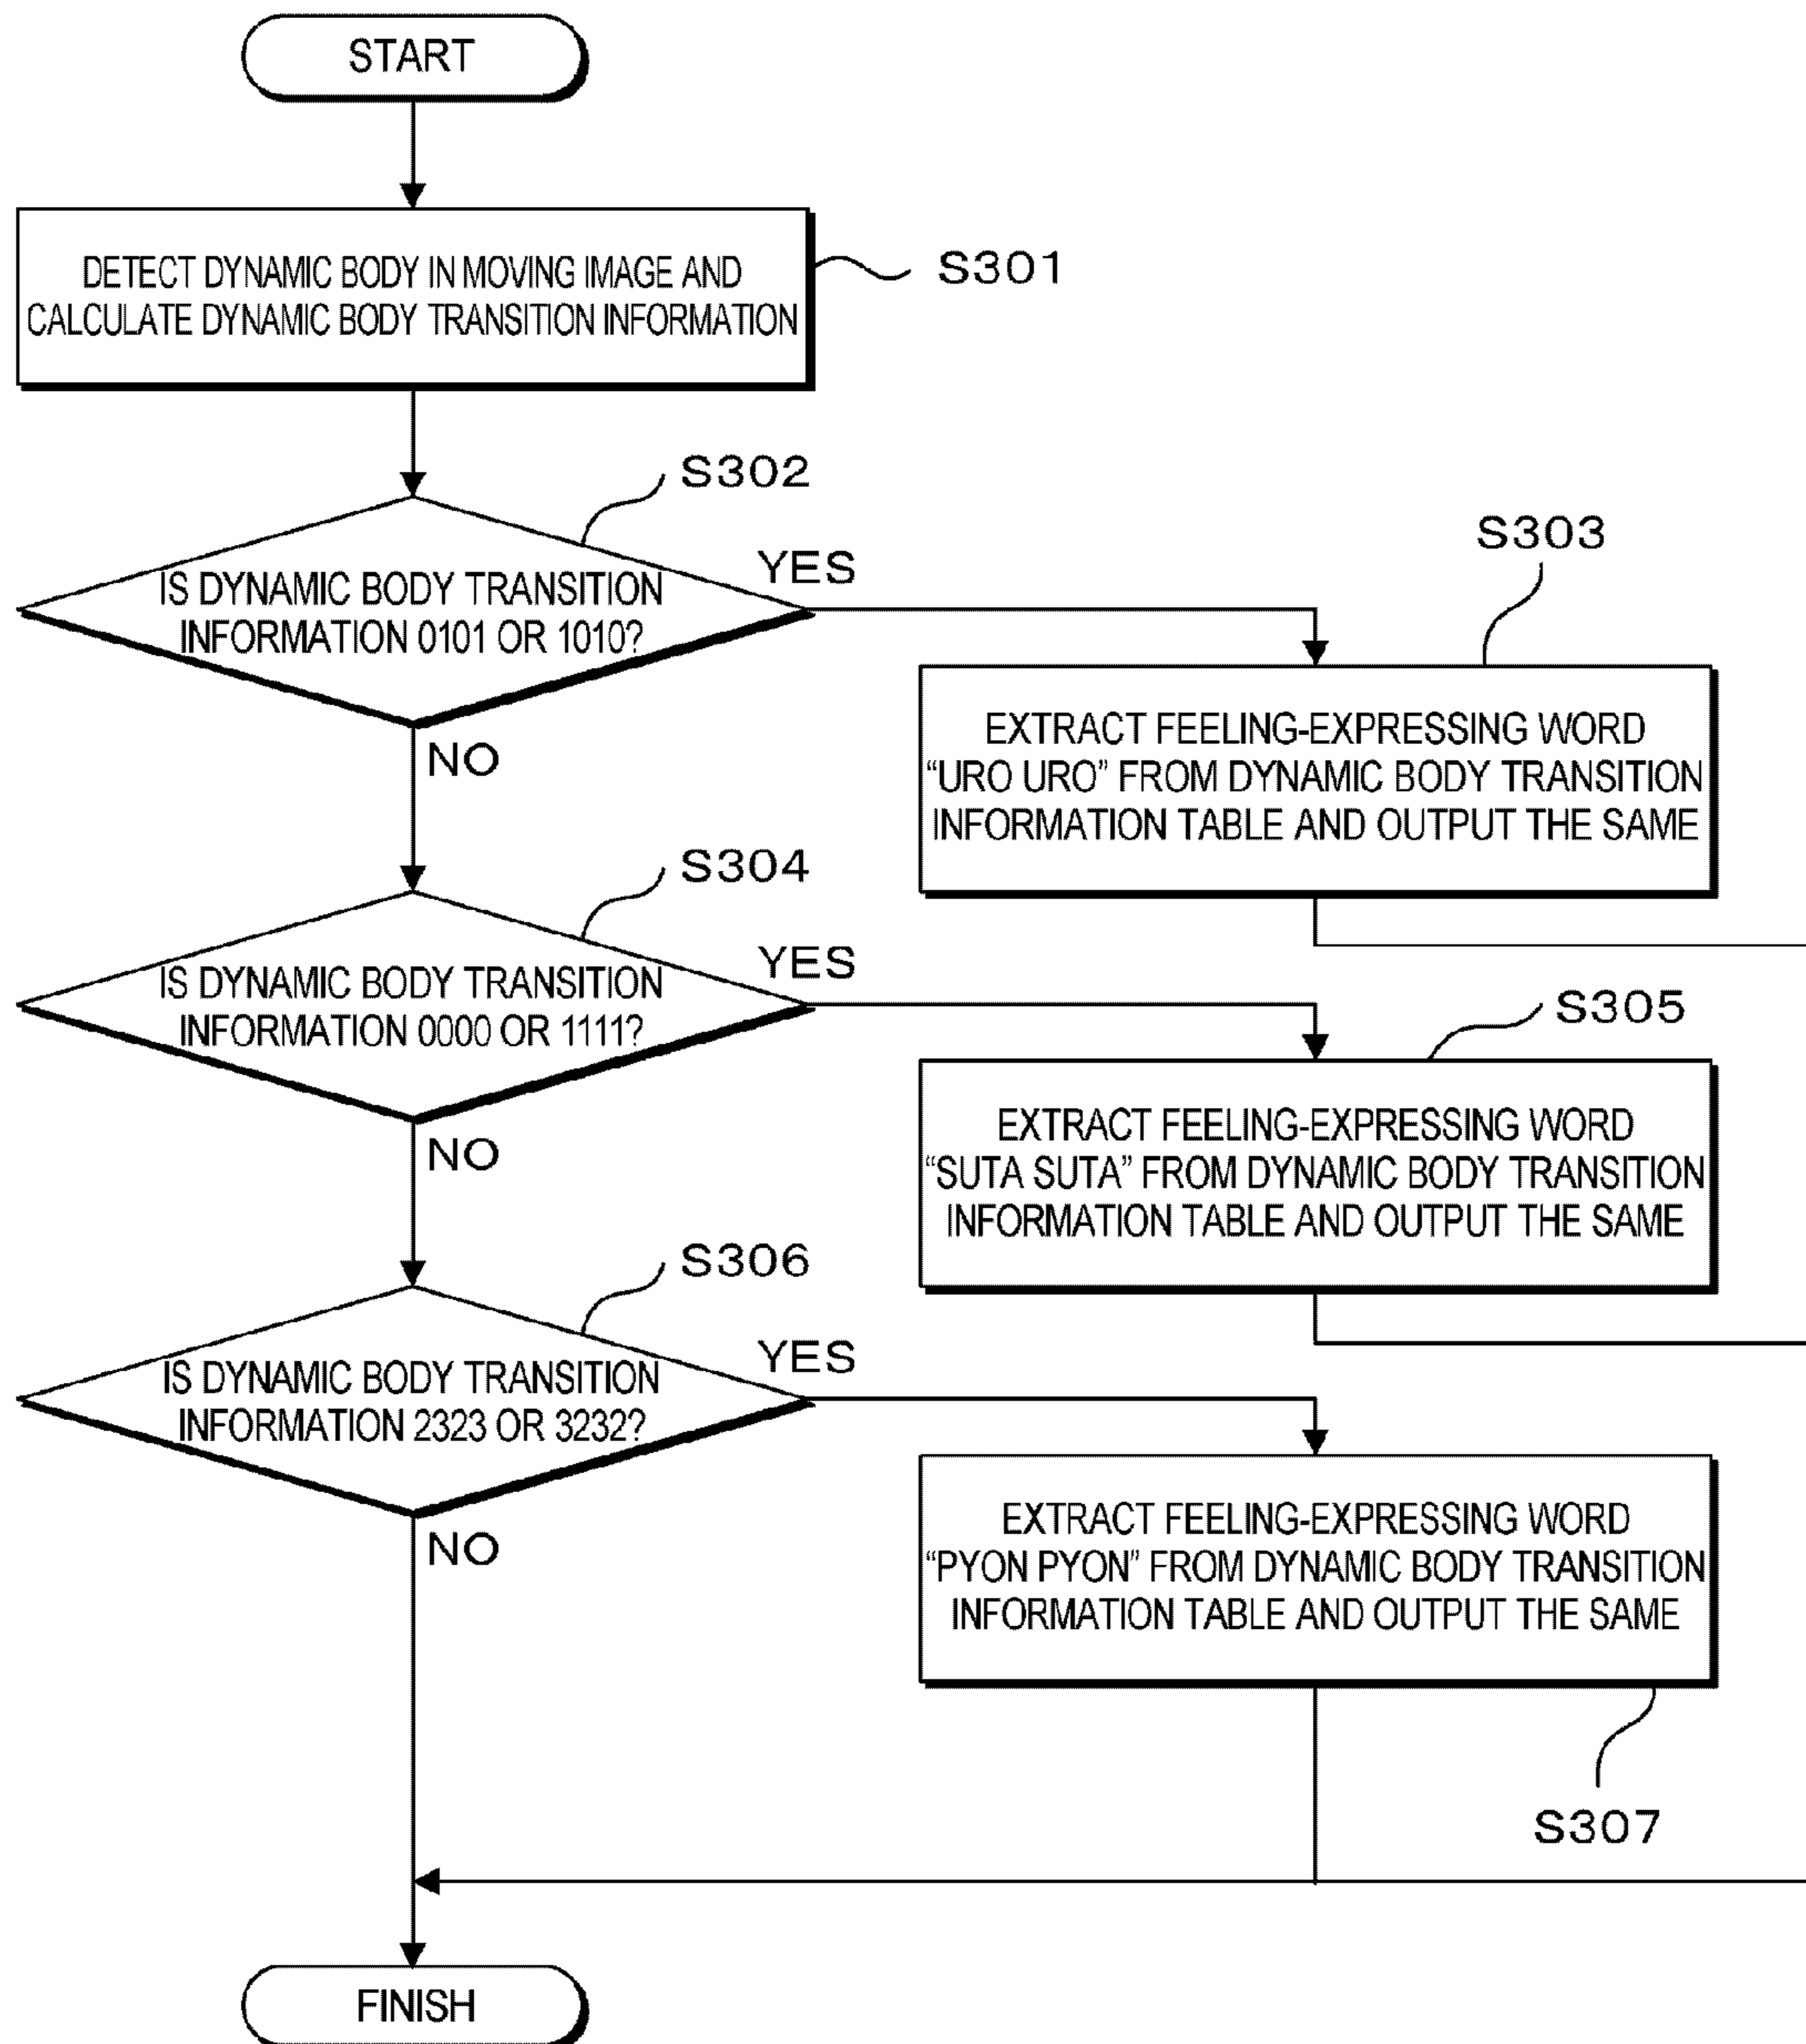 START
DETECT DYNAMIC BODY IN MOVING IMAGE AND
CALCULATE DYNAMIC BODY TRANSITION INFORMATION
S301
S302
IS DYNAMIC BODY TRANSITION
INFORMATION 0101 OR 1010?
YES
NO
S303
EXTRACT FEELING-EXPRESSING WORD
“URO URO” FROM DYNAMIC BODY TRANSITION
INFORMATION TABLE AND OUTPUT THE SAME
S304
IS DYNAMIC BODY TRANSITION
INFORMATION 0000 OR 1111?
YES
NO
S305
EXTRACT FEELING-EXPRESSING WORD
“SUTA SUTA” FROM DYNAMIC BODY TRANSITION
INFORMATION TABLE AND OUTPUT THE SAME
S306
IS DYNAMIC BODY TRANSITION
INFORMATION 2323 OR 3232?
YES
NO
EXTRACT FEELING-EXPRESSING WORD
“PYON PYON” FROM DYNAMIC BODY TRANSITION
INFORMATION TABLE AND OUTPUT THE SAME
S307
FINISH